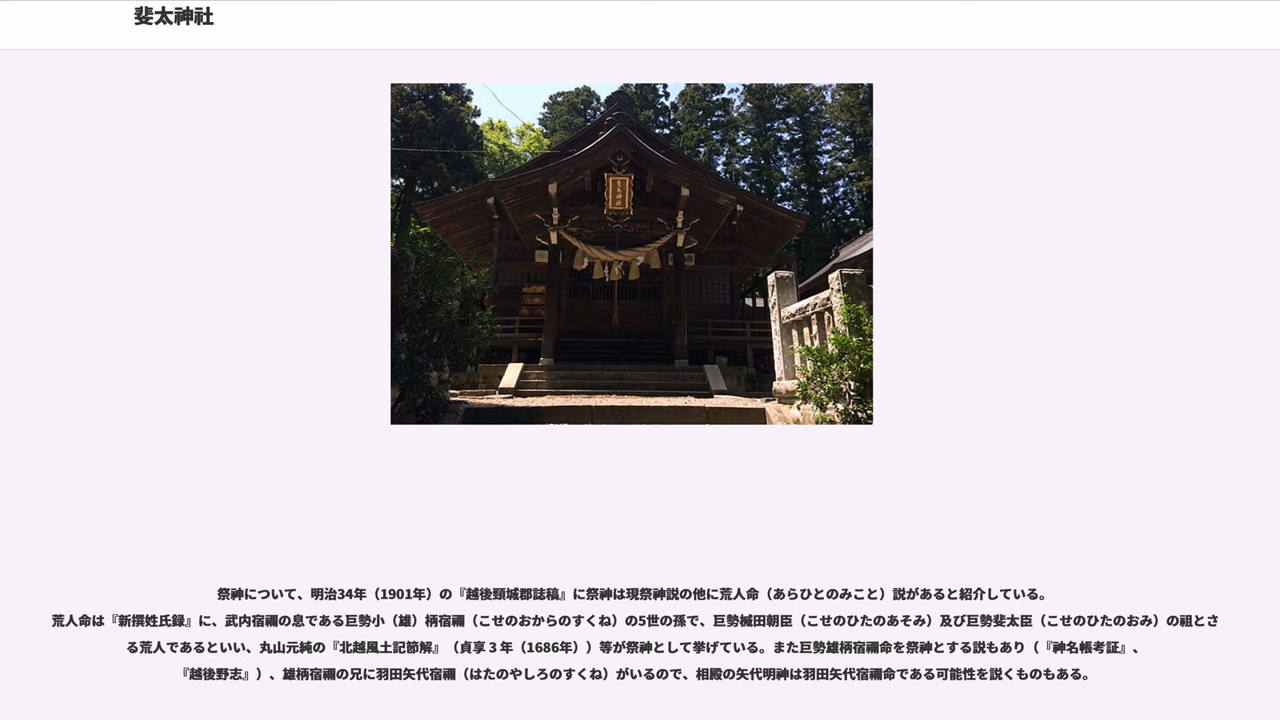 斐太神社
斐太神社
祭神について、明治34年（1901年）の『越後頸城郡誌稿』に祭神は現祭神説の他に荒人命（あらひとのみこと）説があると紹介している。
荒人命は『新撰姓氏録』に、武内宿禰の息である巨勢小（雄）柄宿禰（こせのおからのすくね）の5世の孫で、巨勢槭田朝臣（こせのひたのあそみ）及び巨勢斐太臣（こせのひたのおみ）の祖とさ
る荒人であるといい、丸山元純の『北越風土記節解』（貞享３年（1686年））等が祭神として挙げている。また巨勢雄柄宿禰命を祭神とする説もあり（『神名帳考証』、
『越後野志』）、雄柄宿禰の兄に羽田矢代宿禰（はたのやしろのすくね）がいるので、相殿の矢代明神は羽田矢代宿禰命である可能性を説くものもある。